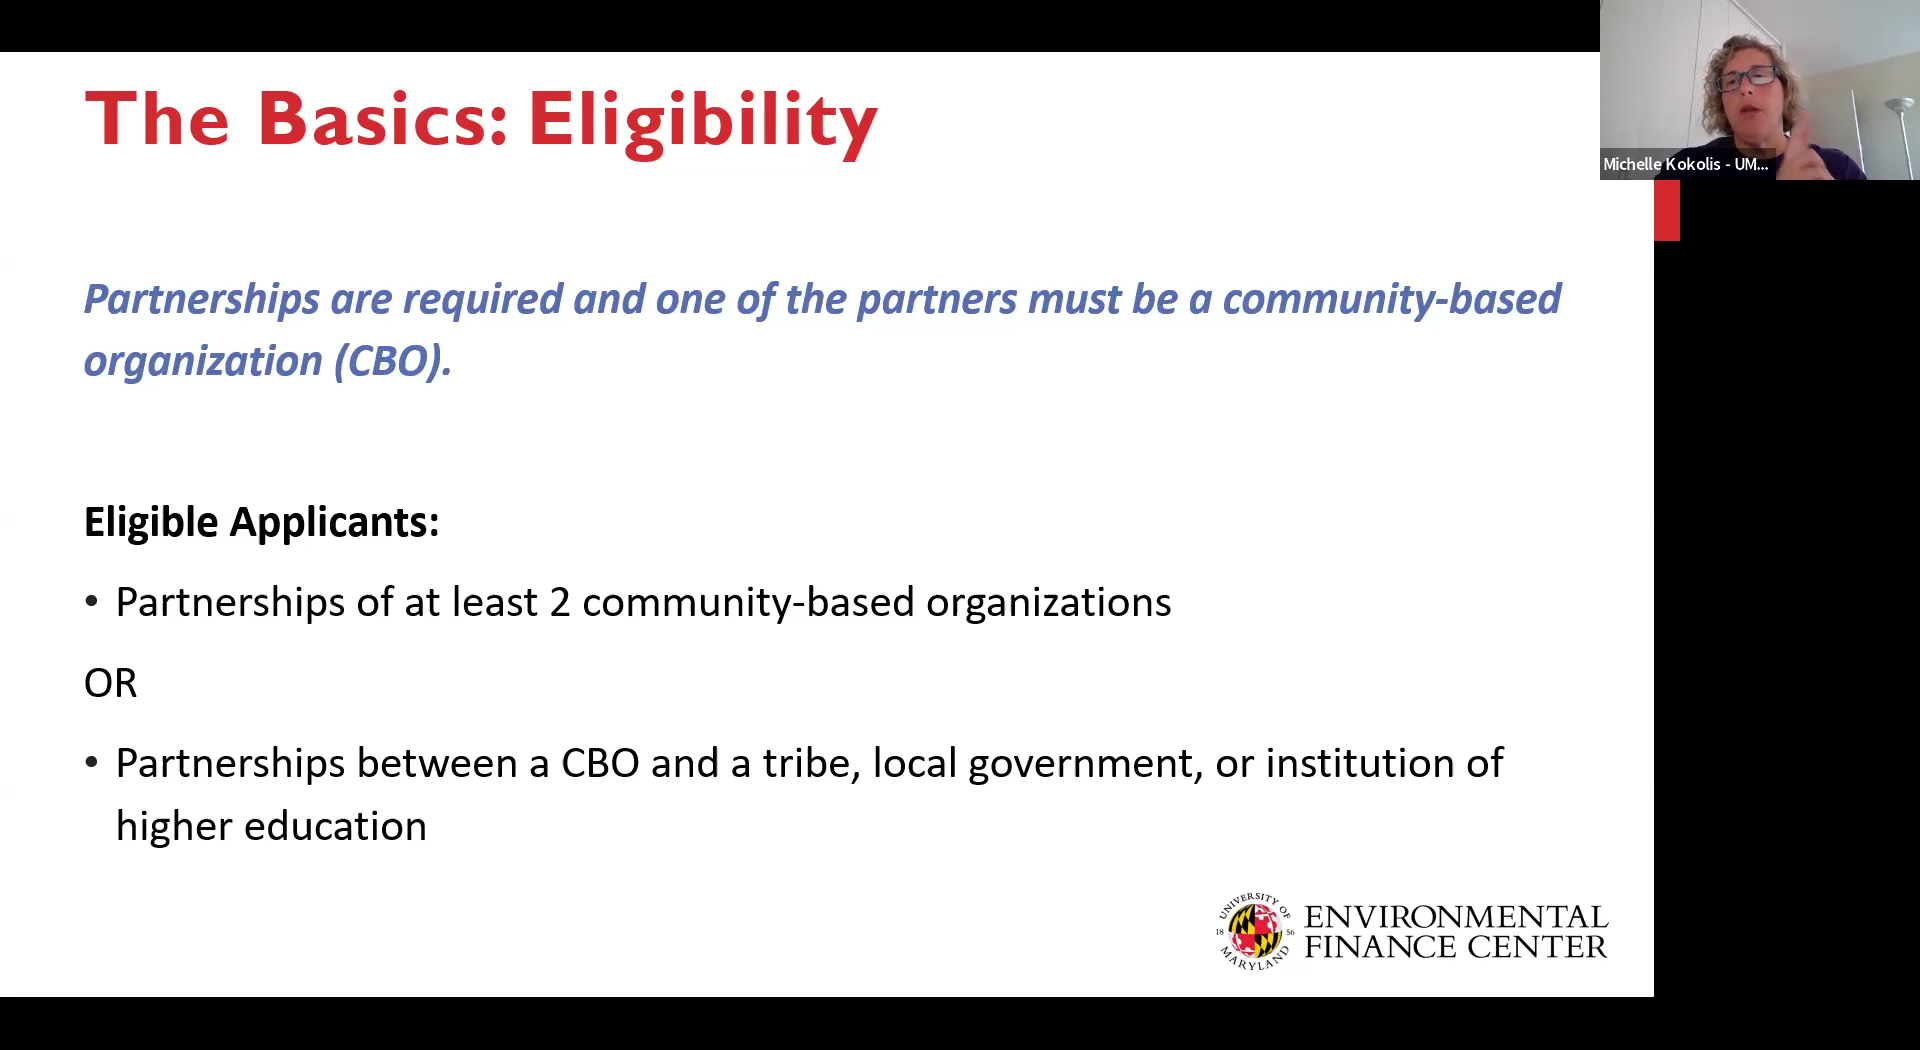 The Basics: Eligibility
Michelle Kokolis - UM...
Partnerships are required and one of the partners must be a community-based
organization (CBO).
Eligible Applicants:
• Partnerships of at least 2 community-based organizations
OR
• Partnerships between a CBO and a tribe, local government, or institution of
higher education
UNIVERSITY OF
18 56
MARYLAND
ENVIRONMENTAL
FINANCE CENTER